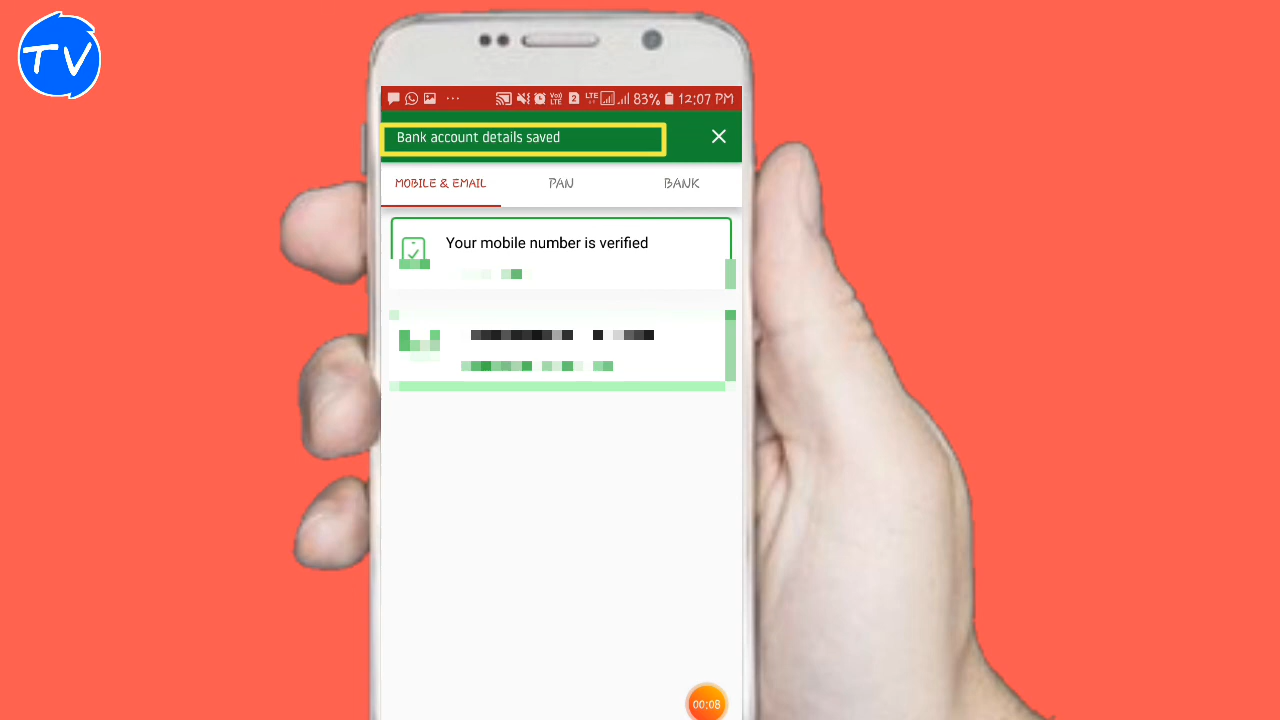 TV
83% 12:07 PM
Bank account details saved
MOBILE & EMAIL
PAN
BANK
Your mobile number is verified
00:08